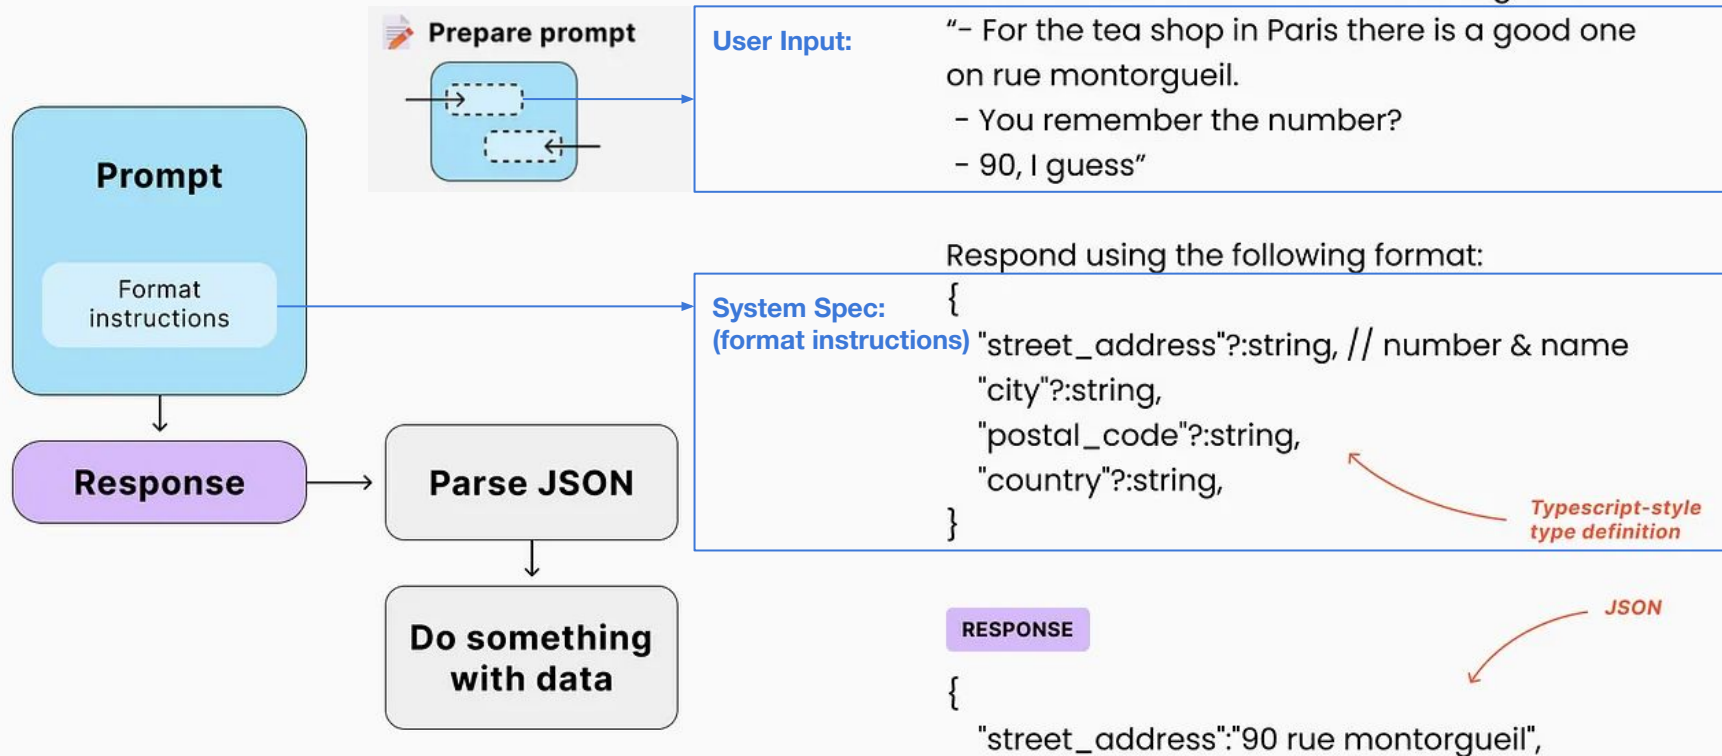 Prepare prompt
Prompt
Format
instructions
Response
Parse JSON
Do something
with data
User Input:
“- For the tea shop in Paris there is a good one
on rue montorgueil.
- You remember the number?
- 90, I guess”
Respond using the following format:
System Spec:
(format instructions)
{
"street_address"?:string, // number & name
"city"?:string,
"postal_code"?:string,
"country"?:string,
}
Typescript-style
type definition
RESPONSE
JSON
{
"street_address":"90 rue montorgueil",